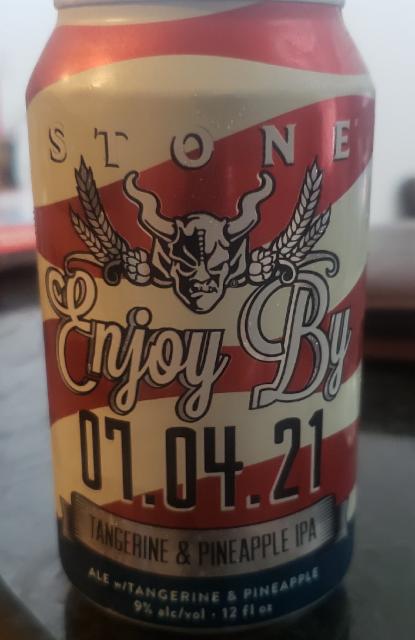 STONE
Enjoy By
07.04.21
TANGERINE & PINEAPPLE IPA
ALE w/TANGERINE & PINEAPPLE
9% alc/vol · 12 fl oz